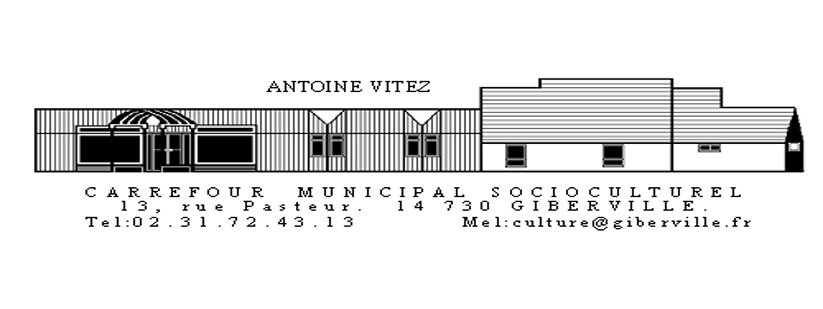 ANTOINE VITEZ
CARREFOUR MUNICIPAL SOCIOCULTUREL
13, rue Pasteur. 14 730 GIBERVILLE.
Tel:02.31.72.43.13 Mel:culture@giberville.fr